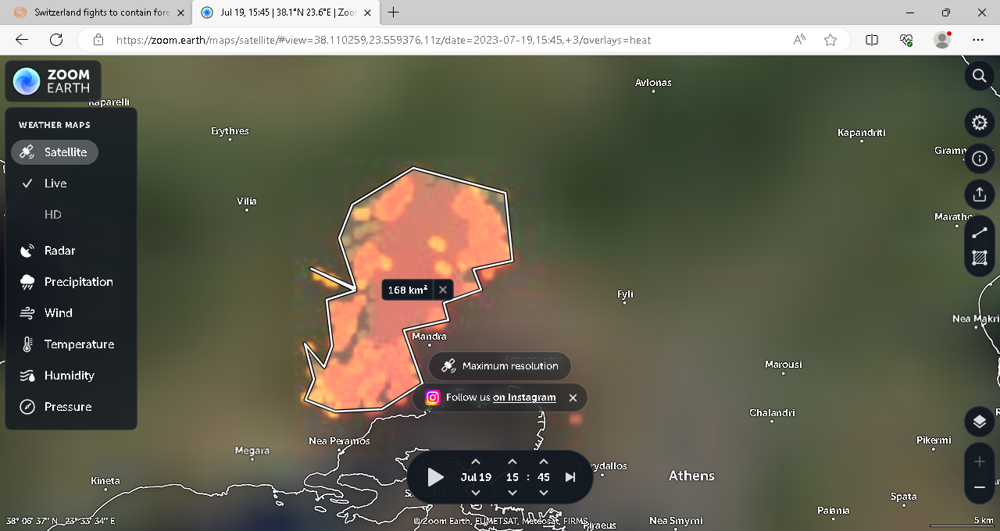 Switzerland fights to contain fore
Jul 19, 15:45 | 38.1°N 23.6°E | Zoo
https://zoom.earth/maps/satellite/#view=38.110259,23.559376,11z/date=2023-07-19,15:45,+3/overlays=heat
ZOOM
EARTH
Kaparelli
WEATHER MAPS
Satellite
Live
HD
Radar
Precipitation
Wind
Temperature
Humidity
Pressure
Avlonas
Erythres
Kapandriti
Gramm
Vilia
Maratho
168 km²
Fyli
Nea Makri
Mandra
Aspropyrgos
Maximum resolution
Marousi
Follow us on Instagram
Chalandri
Nea Peramos
Pikermi
Megara
Jul 19 15 : 45
rydallos
Athens
Kineta
Spata
Paiania
38° 06' 37" N, 23° 33' 34" E
© Zoom Earth, EUMETSAT, Meteosat, FIRMS
Piraeus
Nea Smyrni
5 km